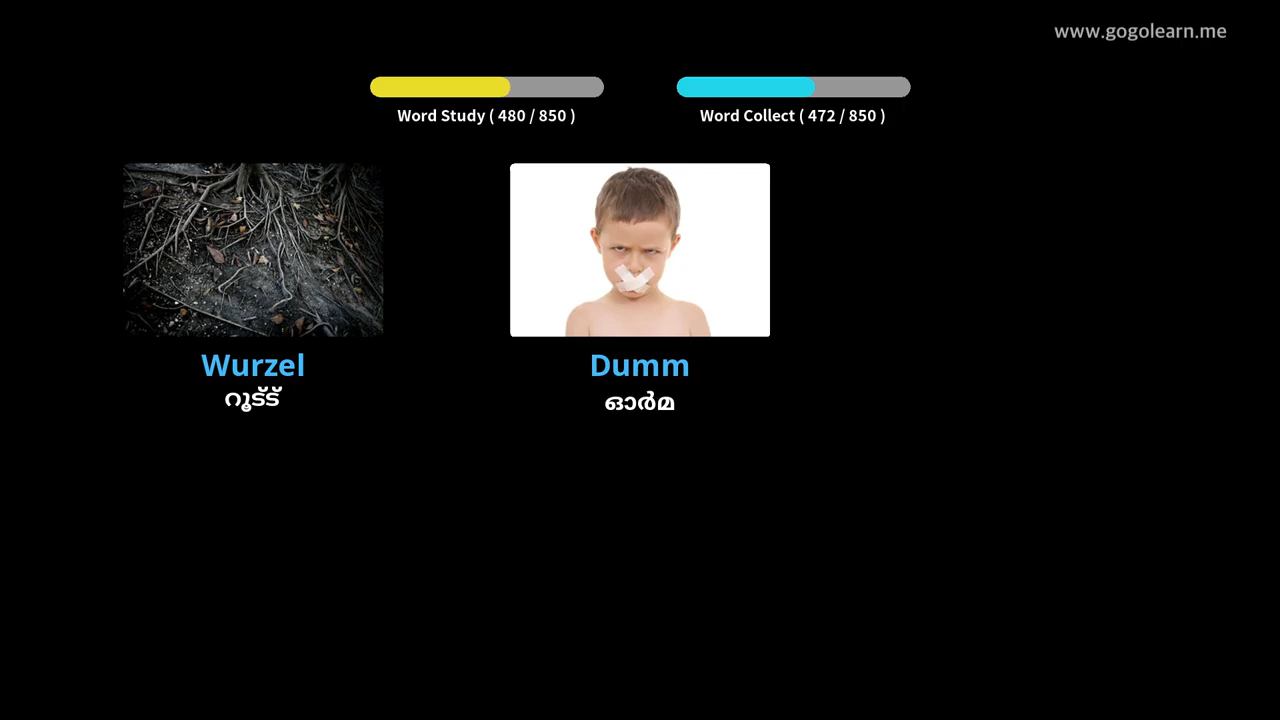 www.gogolearn.me
Word Study ( 480 / 850 )
Word Collect ( 472 / 850 )
Wurzel
റൂട്ട്
Dumm
ഓർമ